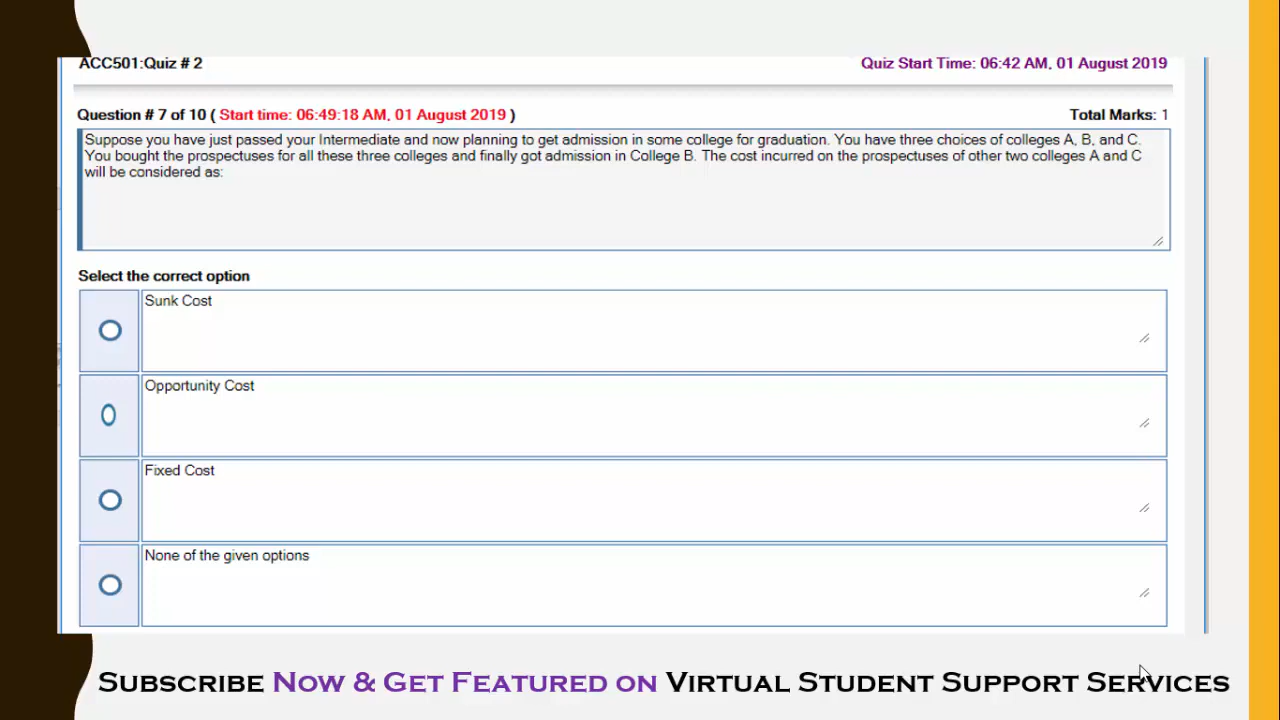 ACC501:Quiz # 2
Quiz Start Time: 06:42 AM, 01 August 2019
Question # 7 of 10 ( Start time: 06:49:18 AM, 01 August 2019 )
Total Marks: 1
Suppose you have just passed your Intermediate and now planning to get admission in some college for graduation. You have three choices of colleges A, B, and C.
You bought the prospectuses for all these three colleges and finally got admission in College B. The cost incurred on the prospectuses of other two colleges A and C
will be considered as:
Select the correct option
Sunk Cost
Opportunity Cost
Fixed Cost
None of the given options
Subscribe Now & Get Featured on Virtual Student Support Services